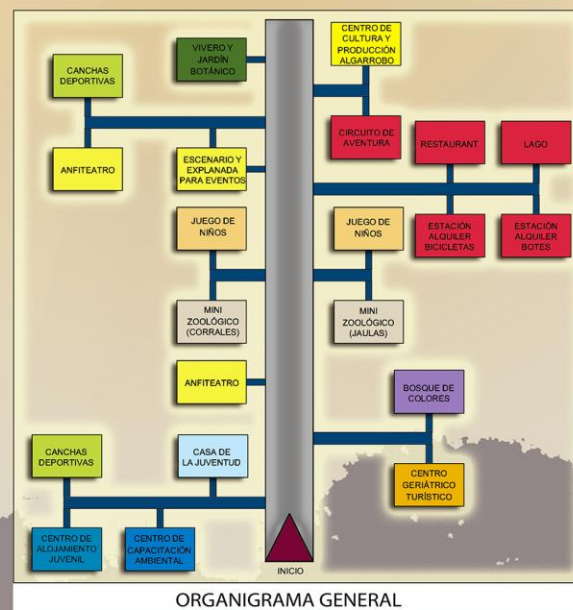 VIVERO Y
JARDÍN
BOTÁNICO
CENTRO DE
CULTURA Y
PRODUCCIÓN
ALGARROBO
CANCHAS
DEPORTIVAS
CIRCUITO DE
AVENTURA
RESTAURANT
LAGO
ANFITEATRO
ESCENARIO Y
EXPLANADA
PARA EVENTOS
JUEGO DE
NIÑOS
JUEGO DE
NIÑOS
ESTACIÓN
ALQUILER
BICICLETAS
ESTACIÓN
ALQUILER
BOTES
MINI
ZOOLÓGICO
(CORRALES)
MINI
ZOOLÓGICO
(JAULAS)
ANFITEATRO
BOSQUE DE
COLORES
CANCHAS
DEPORTIVAS
CASA DE
LA JUVENTUD
CENTRO
GERIÁTRICO
TURÍSTICO
CENTRO DE
ALOJAMIENTO
JUVENIL
CENTRO DE
CAPACITACIÓN
AMBIENTAL
INICIO
ORGANIGRAMA GENERAL